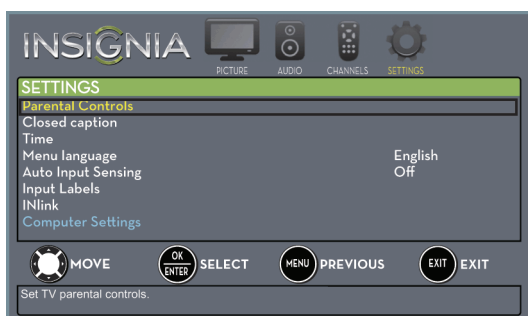 INSIGNIA
PICTURE AUDIO CHANNELS SETTINGS
SETTINGS
Parental Controls
Closed caption
Time
Menu language English
Auto Input Sensing Off
Input Labels
INlink
Computer Settings
MOVE OK ENTER SELECT MENU PREVIOUS EXIT EXIT
Set TV parental controls.